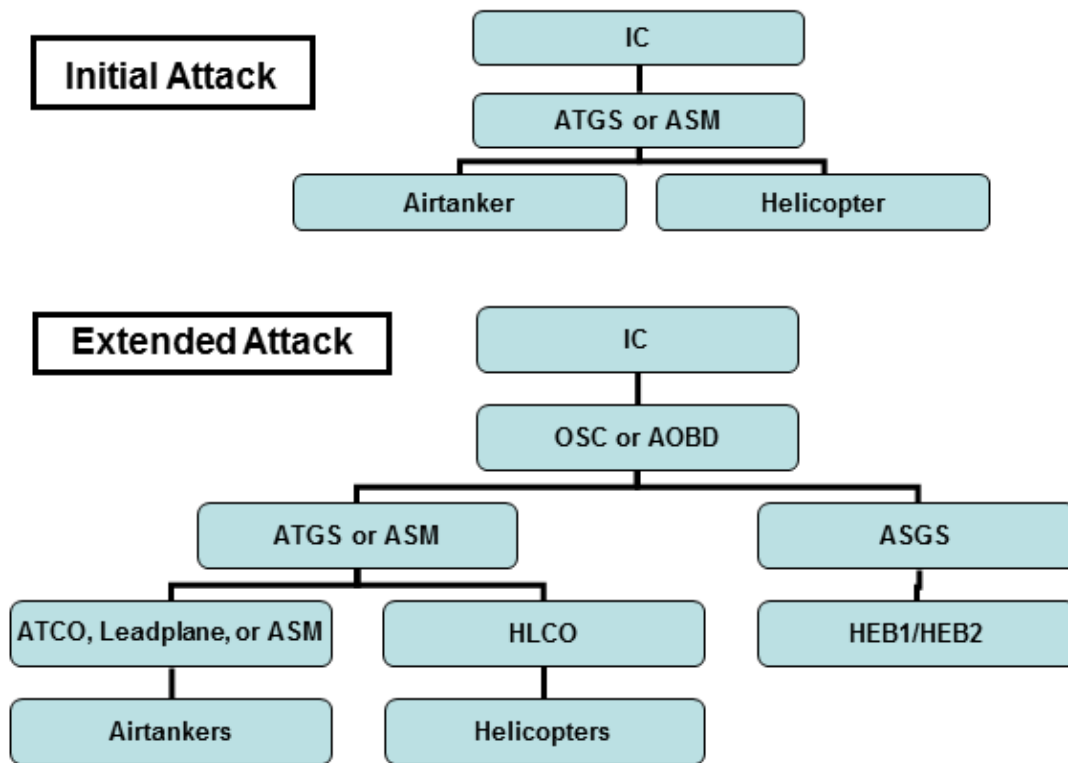 Initial Attack
IC
ATGS or ASM
Airtanker
Helicopter
Extended Attack
IC
OSC or AOBD
ATGS or ASM
ASGS
ATCO, Leadplane, or ASM
HLCO
HEB1/HEB2
Airtankers
Helicopters